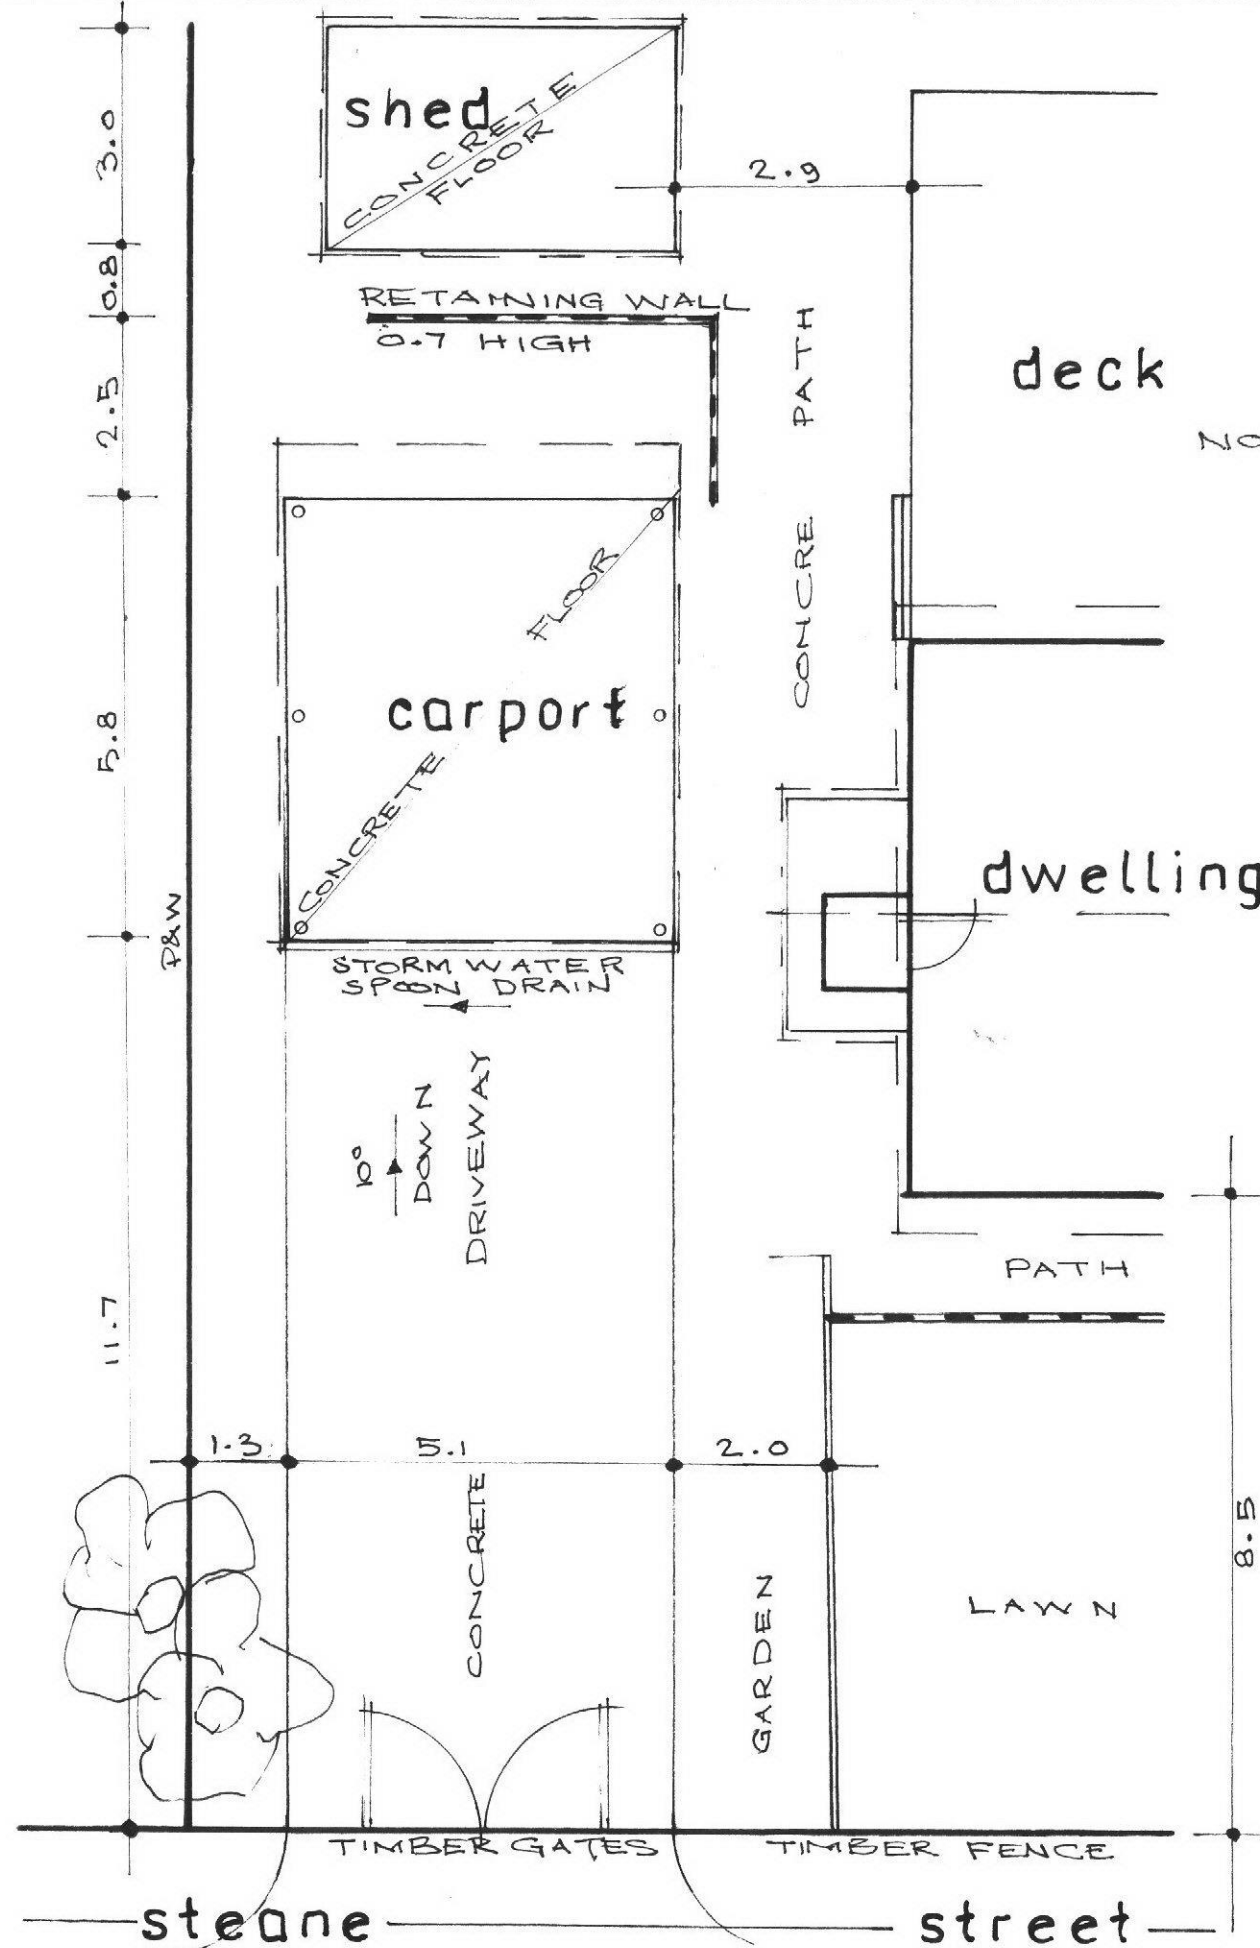 3.0
shed
CONCRETE
FLOOR
2.9
0.8
RETAINING WALL
0.7 HIGH
CONCRE PATH
deck
NO
2.5
FLOOR
5.8
carport
CONCRETE
dwelling
P&W
STORM WATER
SPOON DRAIN
10°
DOWN
DRIVEWAY
PATH
11.7
1.3
5.1
2.0
CONCRETE
GARDEN
LAWN
8.5
TIMBER GATES
TIMBER FENCE
steane street